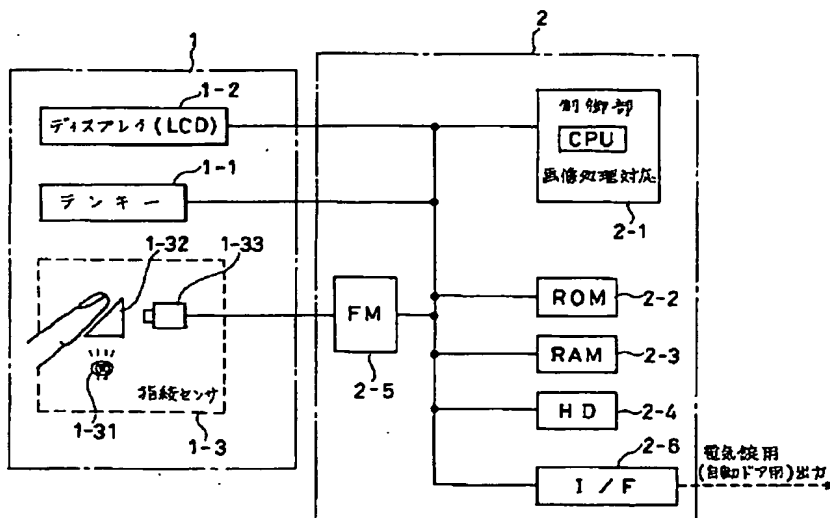 1
2
1-2
ディスプレイ(LCD)
制御部
CPU
画像処理対応
2-1
1-1
テンキー
1-32
1-33
FM
2-5
ROM
2-2
RAM
2-3
指紋センサ
1-31
1-3
HD
2-4
2-6
I/F
電気錠用
(自動ドア用)出力